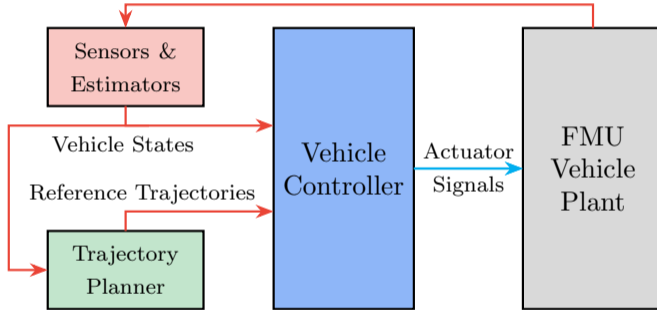 Sensors &
Estimators
Vehicle States
Reference Trajectories
Trajectory
Planner
Vehicle
Controller
Actuator
Signals
FMU
Vehicle
Plant